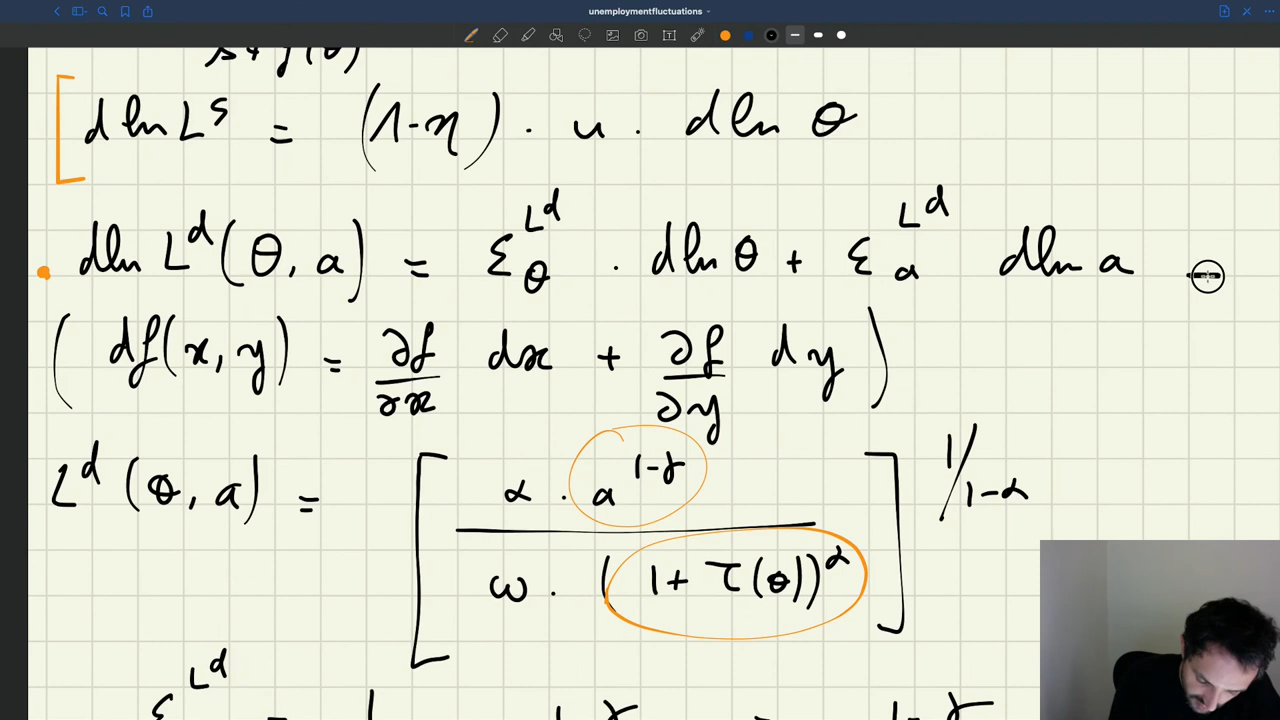 unemploymentfluctuations
s + f(θ)
d ln L^s = (1-η) · u · d ln θ
d ln L^d (θ, a) = ε_θ^{L^d} · d ln θ + ε_a^{L^d} d ln a
( df(x, y) = ∂f/∂x dx + ∂f/∂y dy )
L^d (θ, a) = [ α · a^{1-γ} / ω · (1 + τ(θ))^α ]^{1/1-α}